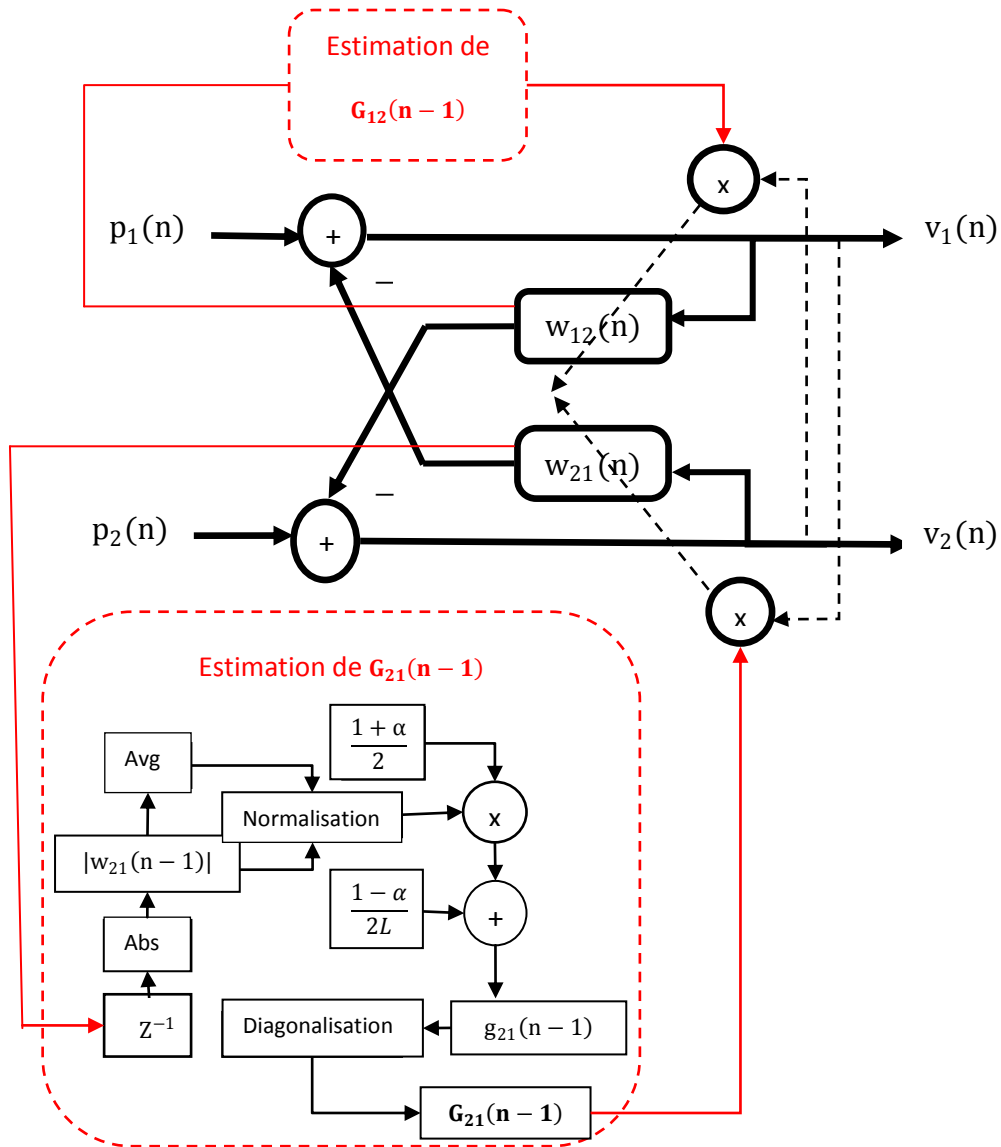 Estimation de
G₁₂(n − 1)
x
p₁(n)
+
v₁(n)
−
w₁₂(n)
w₂₁(n)
−
p₂(n)
+
v₂(n)
x
Estimation de G₂₁(n − 1)
1 + α
2
Avg
Normalisation
x
|w₂₁(n − 1)|
1 − α
2L
+
Abs
Z⁻¹
Diagonalisation
g₂₁(n − 1)
G₂₁(n − 1)